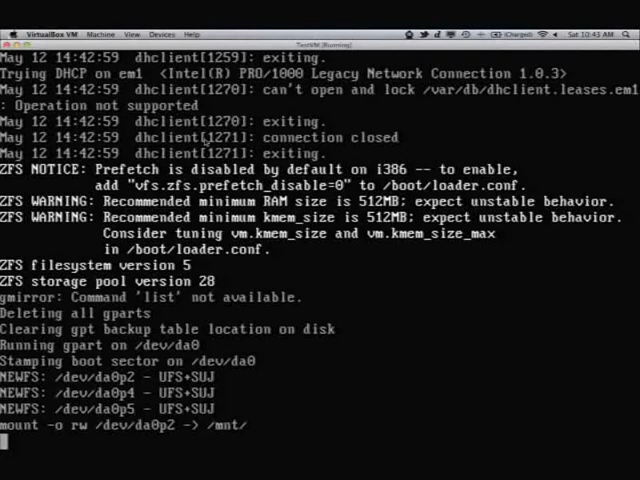 VirtualBox VM Machine View Devices Help (Charged) Sat 10:43 AM
TestVM [Running]
May 12 14:42:59 dhclient[1259]: exiting.
Trying DHCP on em1 <Intel(R) PRO/1000 Legacy Network Connection 1.0.3>
May 12 14:42:59 dhclient[1270]: can't open and lock /var/db/dhclient.leases.em1
: Operation not supported
May 12 14:42:59 dhclient[1270]: exiting.
May 12 14:42:59 dhclient[1271]: connection closed
May 12 14:42:59 dhclient[1271]: exiting.
ZFS NOTICE: Prefetch is disabled by default on i386 -- to enable,
add "vfs.zfs.prefetch_disable=0" to /boot/loader.conf.
ZFS WARNING: Recommended minimum RAM size is 512MB; expect unstable behavior.
ZFS WARNING: Recommended minimum kmem_size is 512MB; expect unstable behavior.
Consider tuning vm.kmem_size and vm.kmem_size_max
in /boot/loader.conf.
ZFS filesystem version 5
ZFS storage pool version 28
gmirror: Command 'list' not available.
Deleting all gparts
Clearing gpt backup table location on disk
Running gpart on /dev/da0
Stamping boot sector on /dev/da0
NEWFS: /dev/da0p2 - UFS+SUJ
NEWFS: /dev/da0p4 - UFS+SUJ
NEWFS: /dev/da0p5 - UFS+SUJ
mount -o rw /dev/da0p2 -> /mnt/